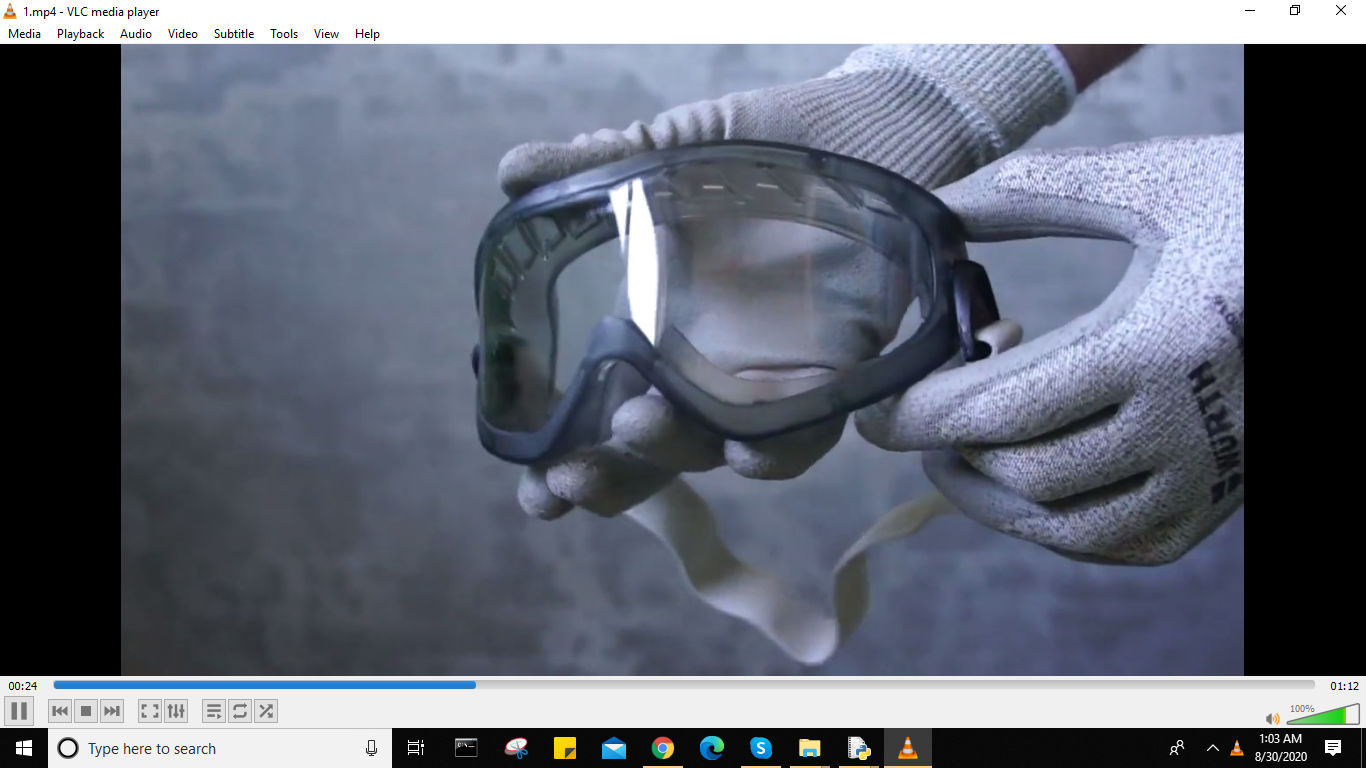 1.mp4 - VLC media player
Media Playback Audio Video Subtitle Tools View Help
WURTH
00:24 01:12
100%
Type here to search
1:03 AM
8/30/2020